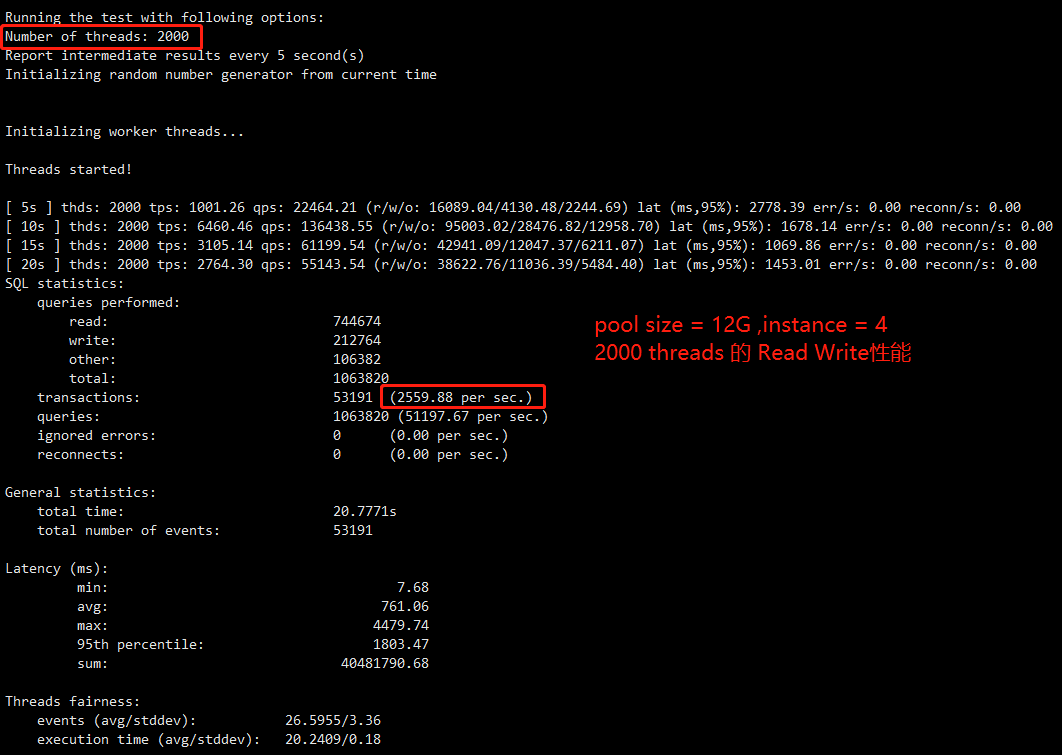 Running the test with following options:
Number of threads: 2000
Report intermediate results every 5 second(s)
Initializing random number generator from current time
Initializing worker threads...
Threads started!
[ 5s ] thds: 2000 tps: 1001.26 qps: 22464.21 (r/w/o: 16089.04/4130.48/2244.69) lat (ms,95%): 2778.39 err/s: 0.00 reconn/s: 0.00
[ 10s ] thds: 2000 tps: 6460.46 qps: 136438.55 (r/w/o: 95003.02/28476.82/12958.70) lat (ms,95%): 1678.14 err/s: 0.00 reconn/s: 0.00
[ 15s ] thds: 2000 tps: 3105.14 qps: 61199.54 (r/w/o: 42941.09/12047.37/6211.07) lat (ms,95%): 1069.86 err/s: 0.00 reconn/s: 0.00
[ 20s ] thds: 2000 tps: 2764.30 qps: 55143.54 (r/w/o: 38622.76/11036.39/5484.40) lat (ms,95%): 1453.01 err/s: 0.00 reconn/s: 0.00
SQL statistics:
queries performed:
read: 744674
write: 212764
other: 106382
total: 1063820
transactions: 53191 (2559.88 per sec.)
queries: 1063820 (51197.67 per sec.)
ignored errors: 0 (0.00 per sec.)
reconnects: 0 (0.00 per sec.)
pool size = 12G ,instance = 4
2000 threads 的 Read Write性能
General statistics:
total time: 20.7771s
total number of events: 53191
Latency (ms):
min: 7.68
avg: 761.06
max: 4479.74
95th percentile: 1803.47
sum: 40481790.68
Threads fairness:
events (avg/stddev): 26.5955/3.36
execution time (avg/stddev): 20.2409/0.18